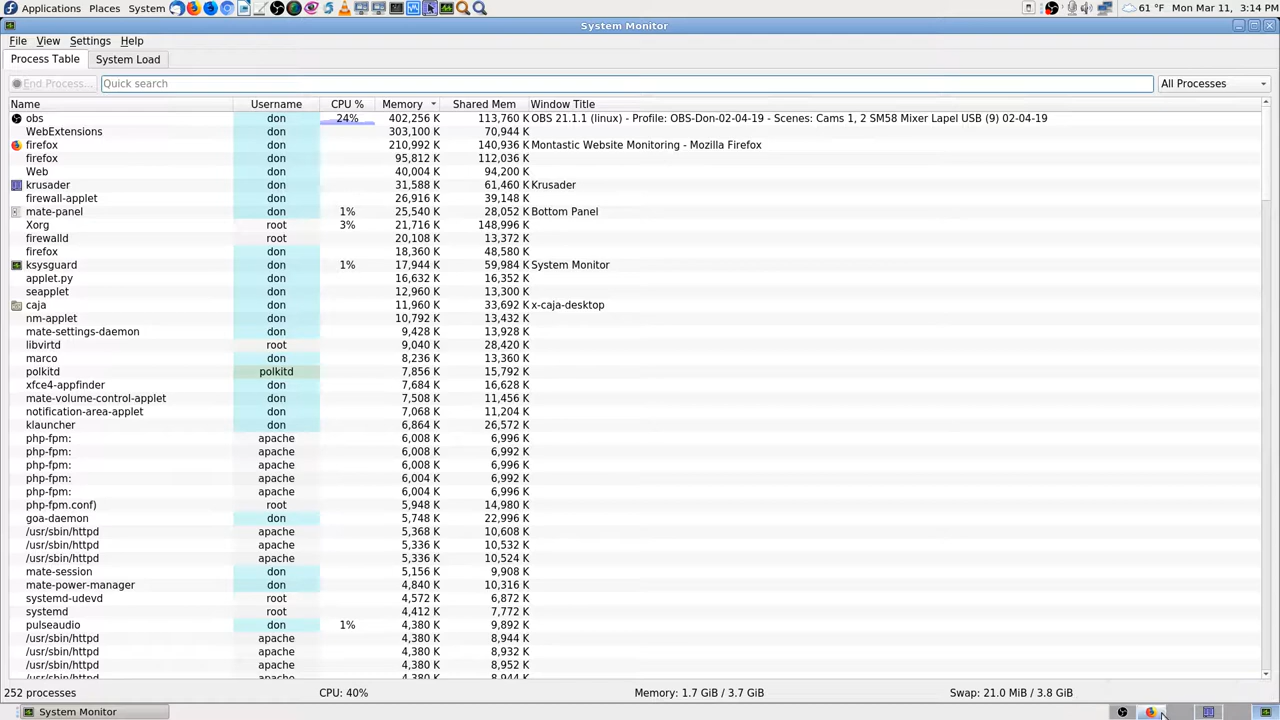 Applications Places System 61 °F Mon Mar 11, 3:14 PM
System Monitor
File View Settings Help
Process Table System Load
End Process... Quick search All Processes
Name Username CPU % Memory Shared Mem Window Title
obs don 24% 402,256 K 113,760 K OBS 21.1.1 (linux) - Profile: OBS-Don-02-04-19 - Scenes: Cams 1, 2 SM58 Mixer Lapel USB (9) 02-04-19
WebExtensions don 303,100 K 70,944 K
firefox don 210,992 K 140,936 K Montastic Website Monitoring - Mozilla Firefox
firefox don 95,812 K 112,036 K
Web don 40,004 K 94,200 K
krusader don 31,588 K 61,460 K Krusader
firewall-applet don 26,916 K 39,148 K
mate-panel don 1% 25,540 K 28,052 K Bottom Panel
Xorg root 3% 21,716 K 148,996 K
firewalld root 20,108 K 13,372 K
firefox don 18,360 K 48,580 K
ksysguard don 1% 17,944 K 59,984 K System Monitor
applet.py don 16,632 K 16,352 K
seapplet don 12,960 K 13,300 K
caja don 11,960 K 33,692 K x-caja-desktop
nm-applet don 10,792 K 13,432 K
mate-settings-daemon don 9,428 K 13,928 K
libvirtd root 9,040 K 28,420 K
marco don 8,236 K 13,360 K
polkitd polkitd 7,856 K 15,792 K
xfce4-appfinder don 7,684 K 16,628 K
mate-volume-control-applet don 7,508 K 11,456 K
notification-area-applet don 7,068 K 11,204 K
klauncher don 6,864 K 26,572 K
php-fpm: apache 6,008 K 6,996 K
php-fpm: apache 6,008 K 6,992 K
php-fpm: apache 6,008 K 6,996 K
php-fpm: apache 6,004 K 6,992 K
php-fpm: apache 6,004 K 6,996 K
php-fpm.conf) root 5,948 K 14,980 K
goa-daemon don 5,748 K 22,996 K
/usr/sbin/httpd apache 5,368 K 10,608 K
/usr/sbin/httpd apache 5,336 K 10,532 K
/usr/sbin/httpd apache 5,336 K 10,524 K
mate-session don 5,156 K 9,908 K
mate-power-manager don 4,840 K 10,316 K
systemd-udevd root 4,572 K 6,872 K
systemd root 4,412 K 7,772 K
pulseaudio don 1% 4,380 K 9,892 K
/usr/sbin/httpd apache 4,380 K 8,944 K
/usr/sbin/httpd apache 4,380 K 8,932 K
/usr/sbin/httpd apache 4,380 K 8,952 K
252 processes CPU: 40% Memory: 1.7 GiB / 3.7 GiB Swap: 21.0 MiB / 3.8 GiB
System Monitor